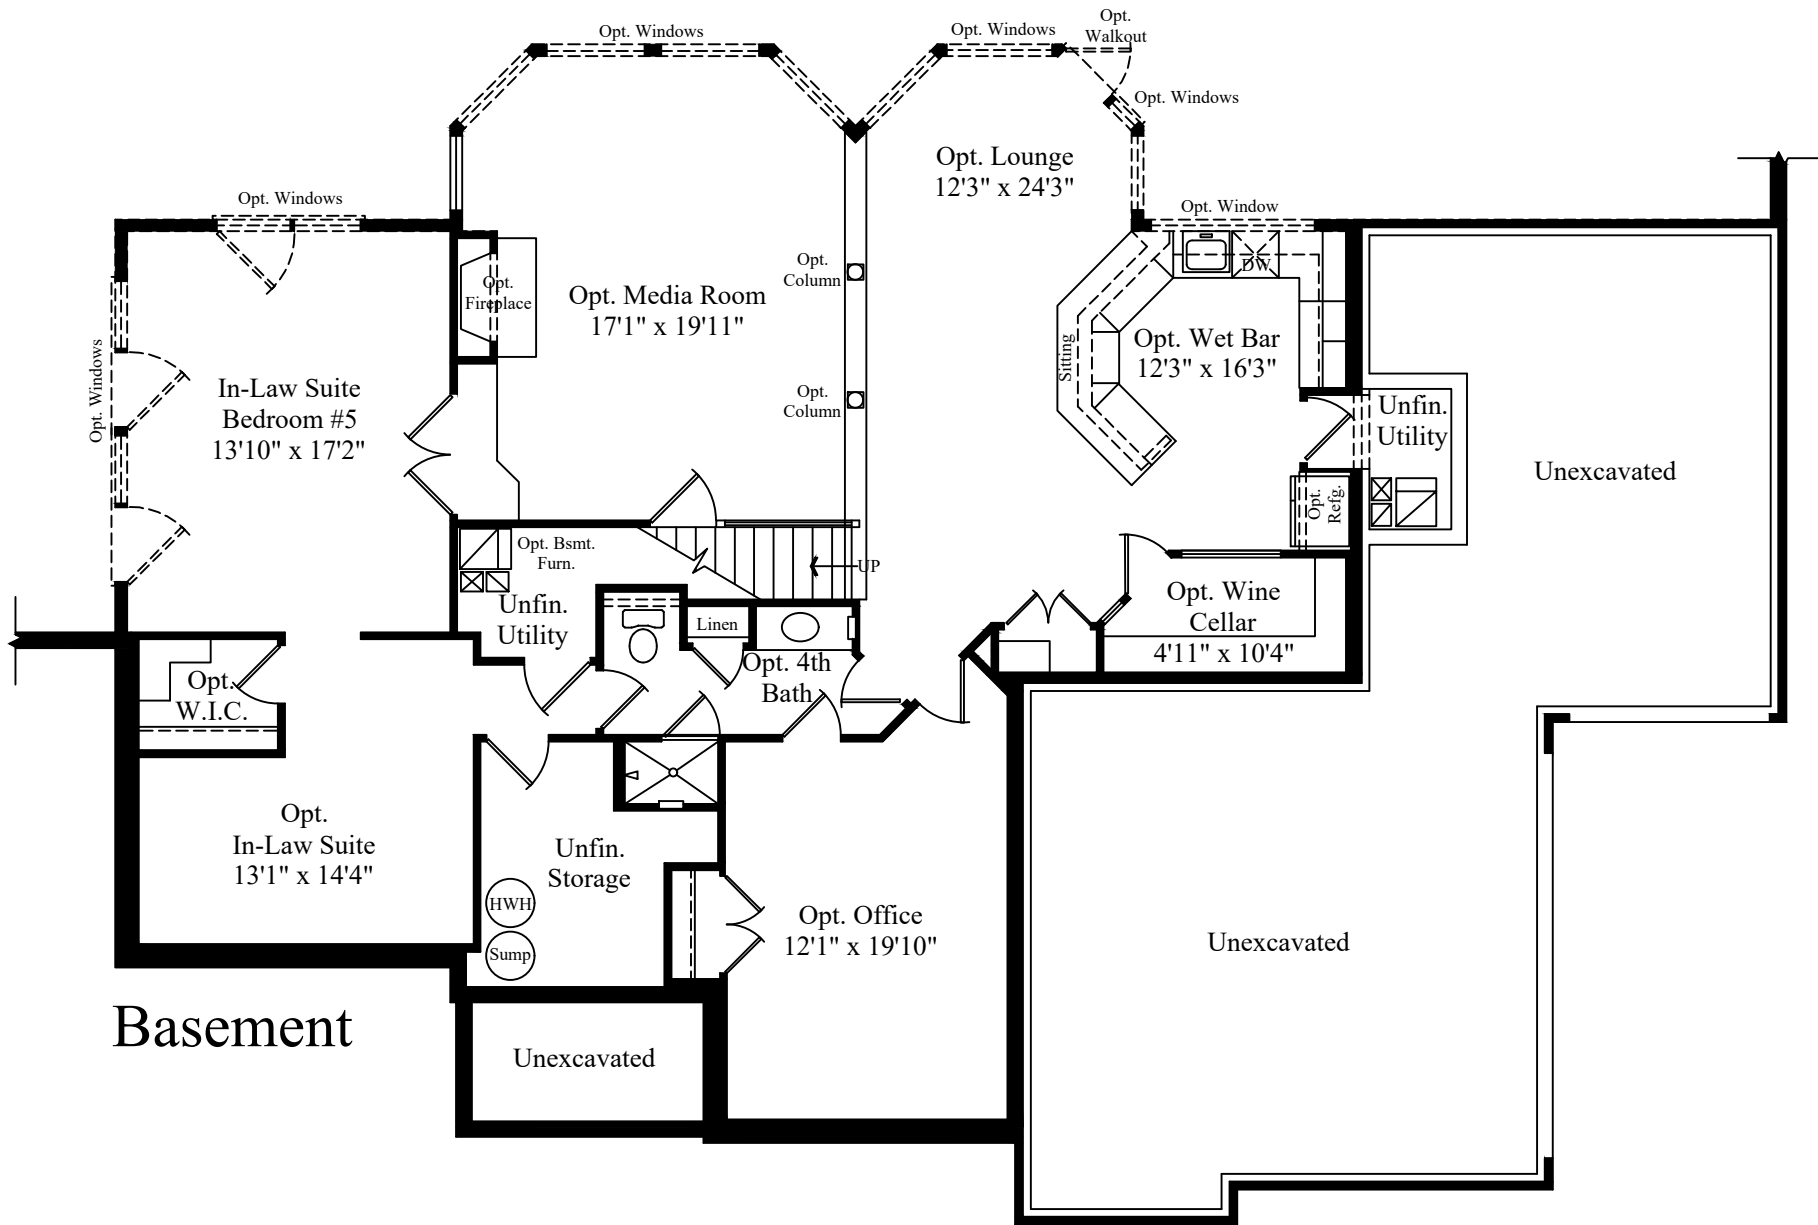 Opt.
Walkout
Opt. Windows
Opt. Windows
Opt. Windows
Opt. Lounge
12'3" x 24'3"
Opt. Windows
Opt. Window
Opt.
Column
DW
Opt.
Fireplace
Opt. Media Room
17'1" x 19'11"
Opt. Wet Bar
12'3" x 16'3"
Sitting
Opt. Windows
In-Law Suite
Bedroom #5
13'10" x 17'2"
Opt.
Column
Unfin.
Utility
Unexcavated
Opt.
Refg.
Opt. Bsmt.
Furn.
UP
Unfin.
Utility
Linen
Opt. Wine
Cellar
4'11" x 10'4"
Opt. 4th
Bath
Opt.
W.I.C.
Opt.
In-Law Suite
13'1" x 14'4"
Unfin.
Storage
HWH
Sump
Opt. Office
12'1" x 19'10"
Unexcavated
Basement
Unexcavated